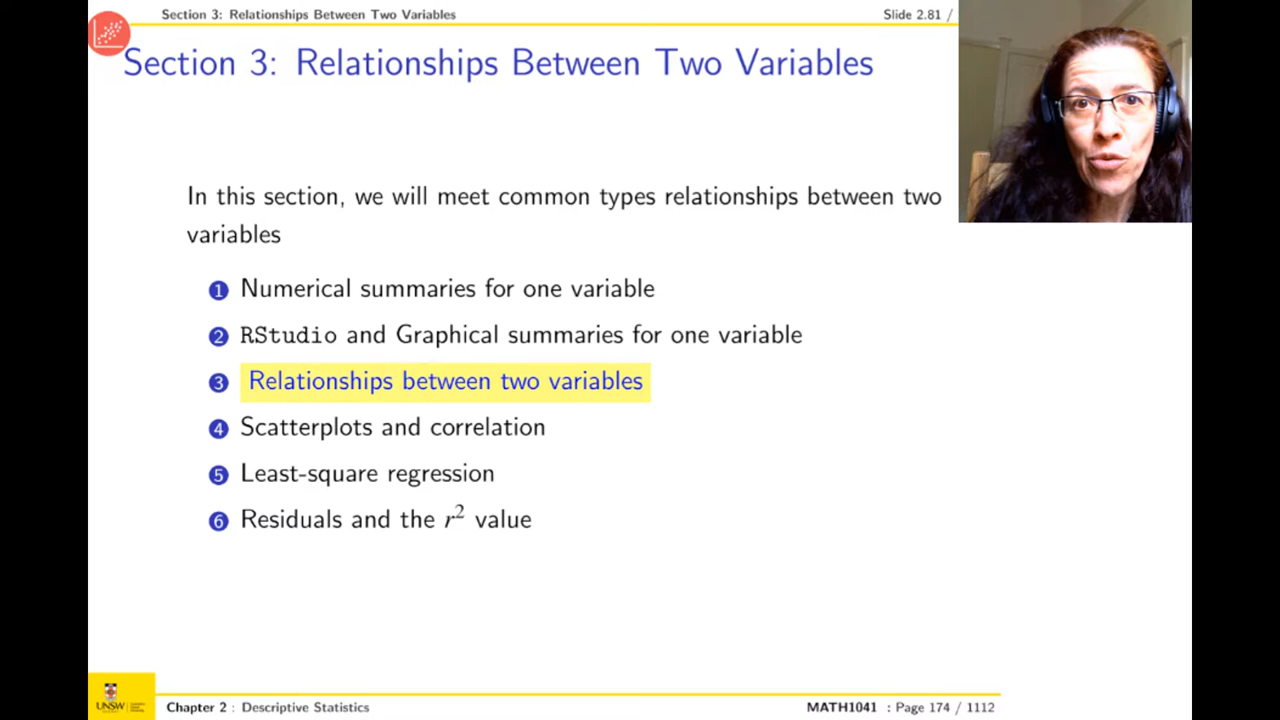 Section 3: Relationships Between Two Variables
Slide 2.81 /
Section 3: Relationships Between Two Variables
In this section, we will meet common types relationships between two
variables
1 Numerical summaries for one variable
2 RStudio and Graphical summaries for one variable
3 Relationships between two variables
4 Scatterplots and correlation
5 Least-square regression
6 Residuals and the r² value
UNSW
Chapter 2 : Descriptive Statistics
MATH1041 : Page 174 / 1112